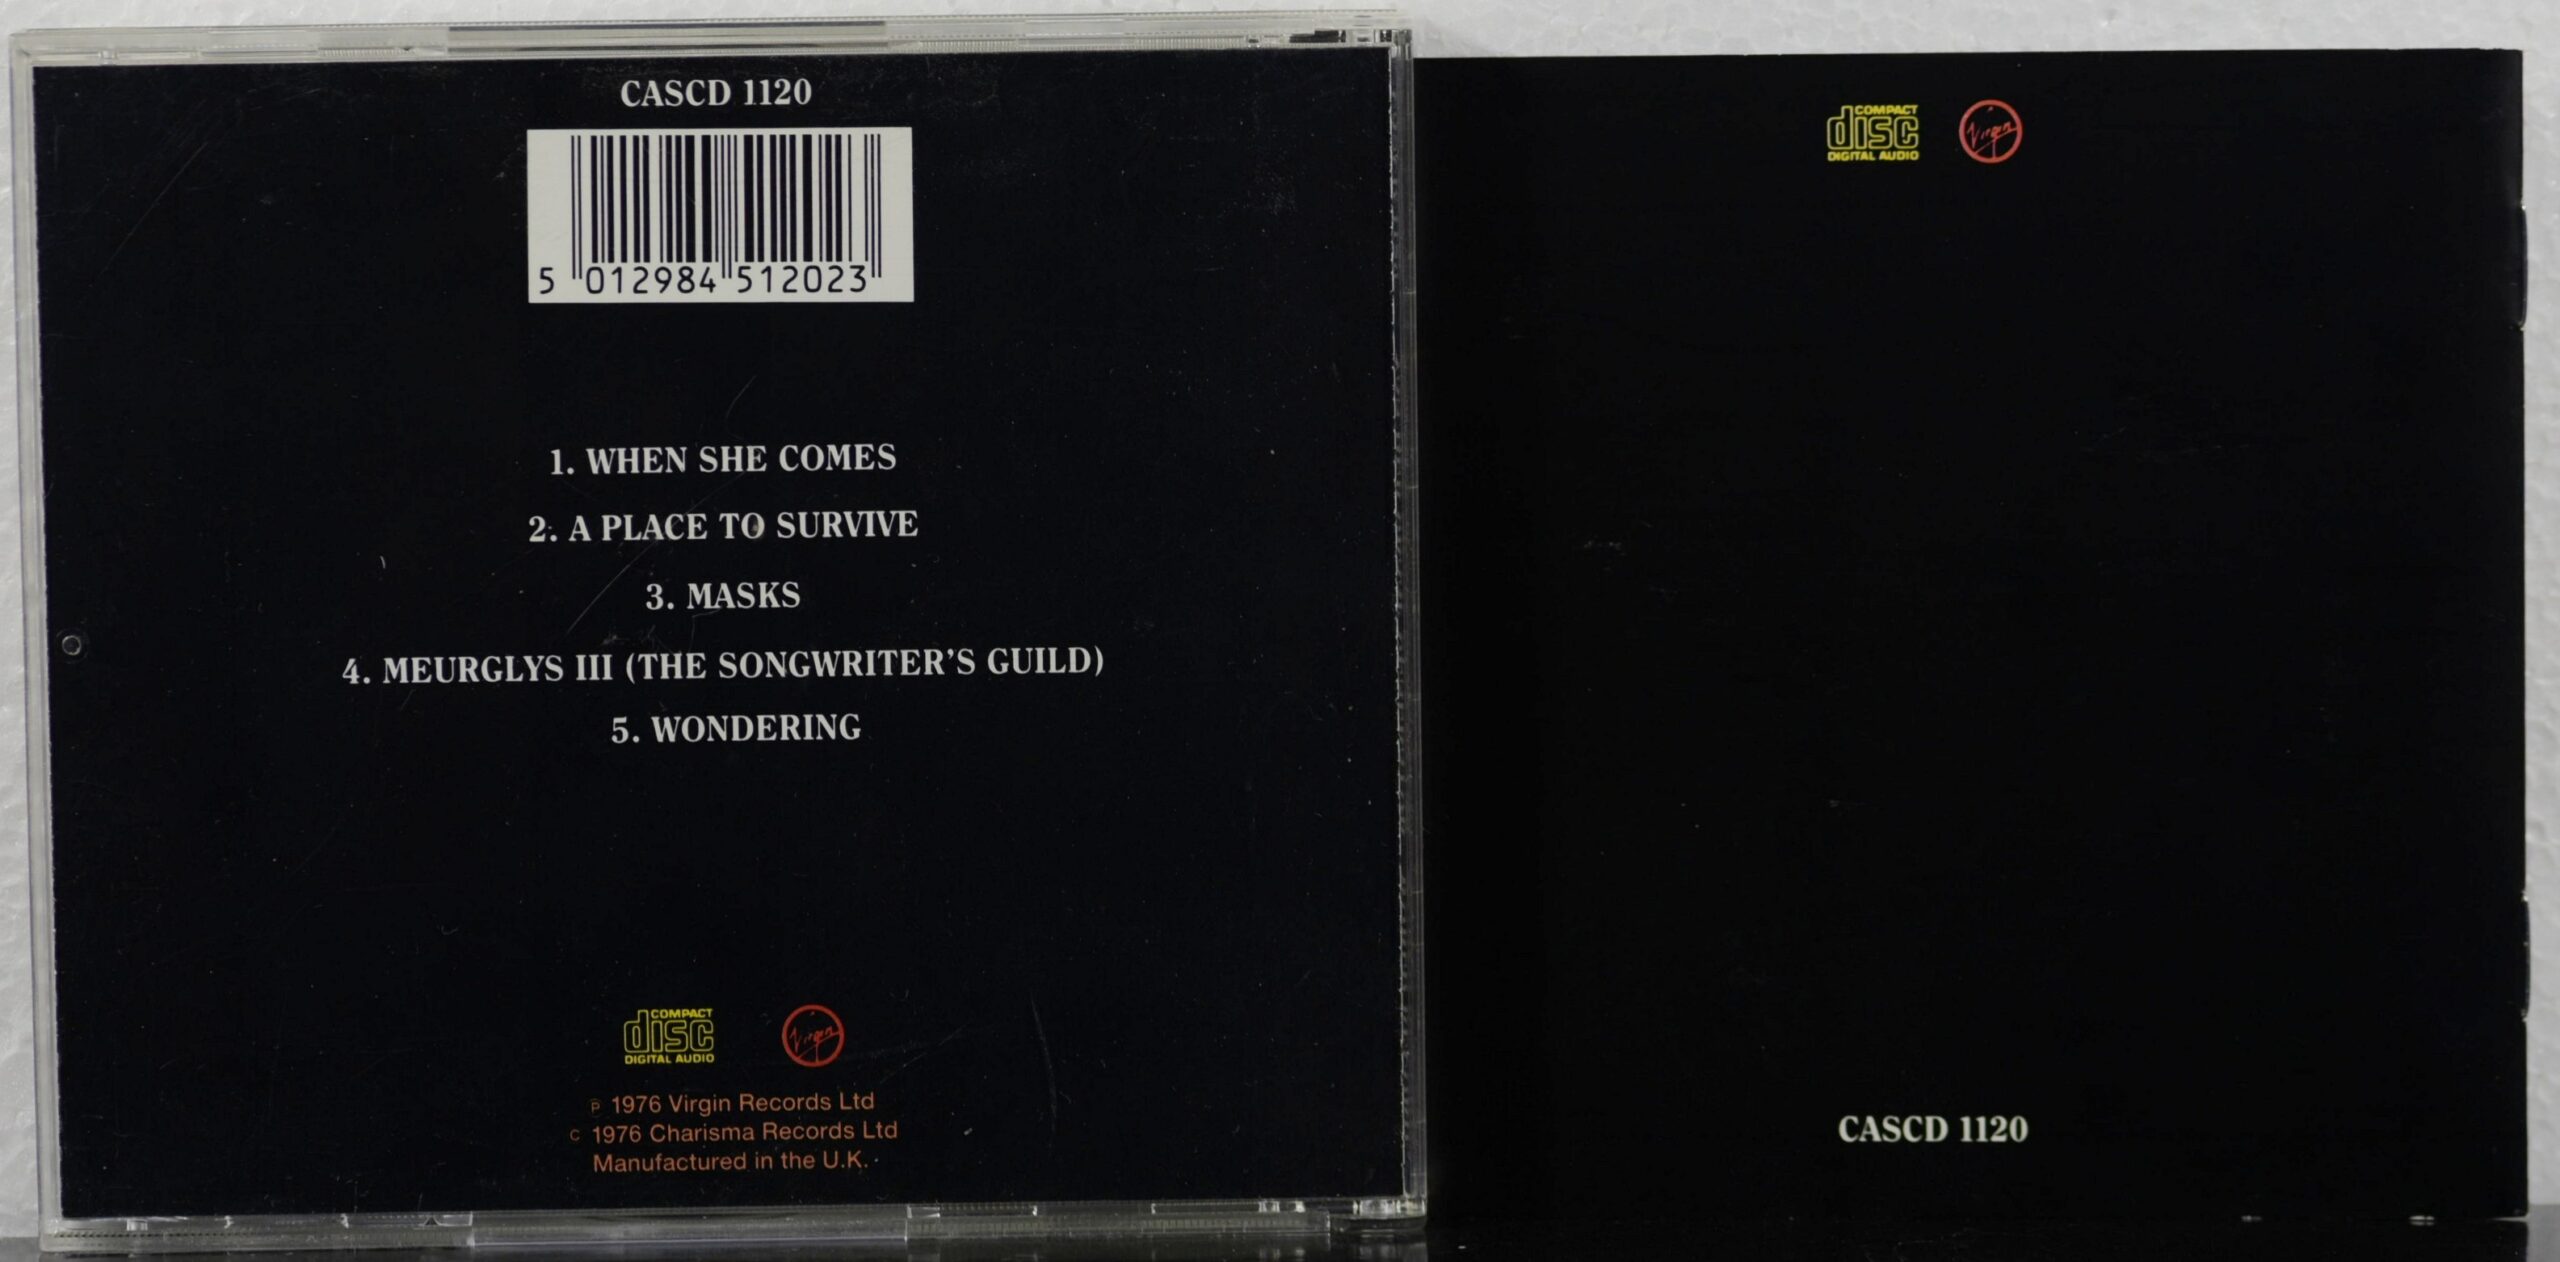 CASCD 1120
5 012984 512023
1. WHEN SHE COMES
2. A PLACE TO SURVIVE
3. MASKS
4. MEURGLYS III (THE SONGWRITER'S GUILD)
5. WONDERING
COMPACT
disc
DIGITAL AUDIO
Virgin
℗ 1976 Virgin Records Ltd
© 1976 Charisma Records Ltd
Manufactured in the U.K.
COMPACT
disc
DIGITAL AUDIO
Virgin
CASCD 1120